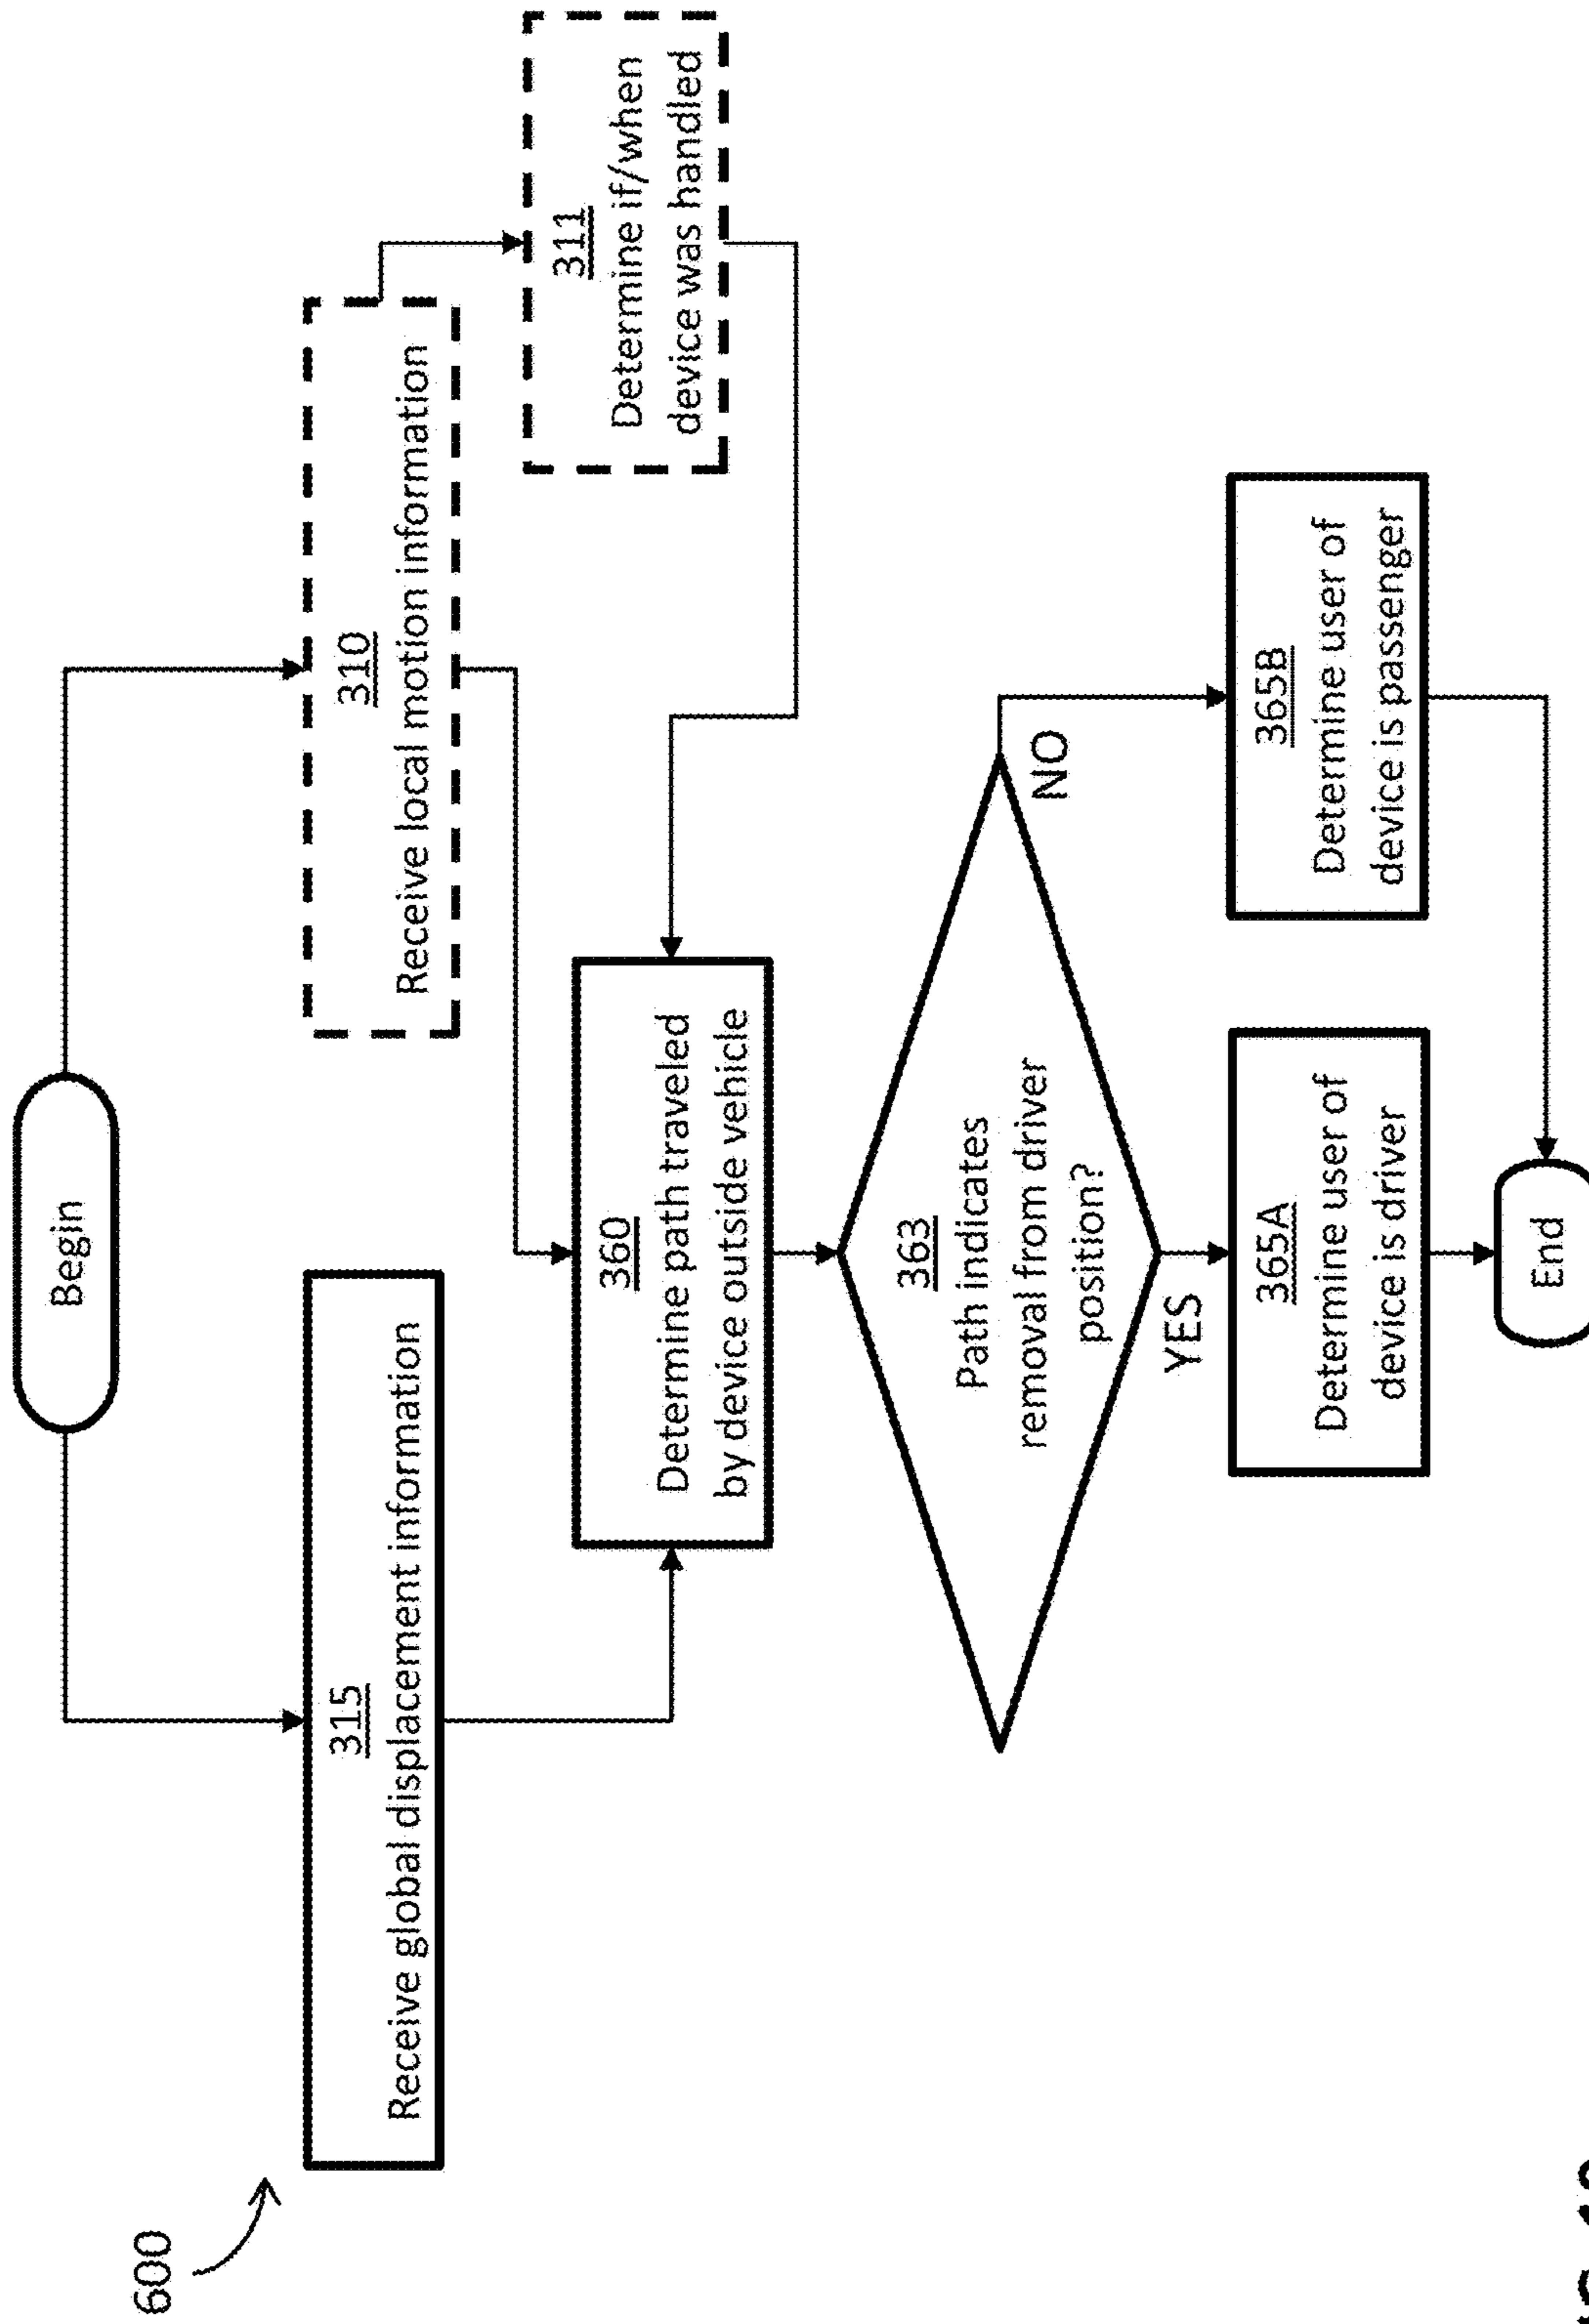 600
Begin
315
Receive global displacement information
310
Receive local motion information
311
Determine if/when
device was handled
360
Determine path traveled
by device outside vehicle
363
Path indicates
removal from driver
position?
YES
NO
365A
Determine user of
device is driver
365B
Determine user of
device is passenger
End